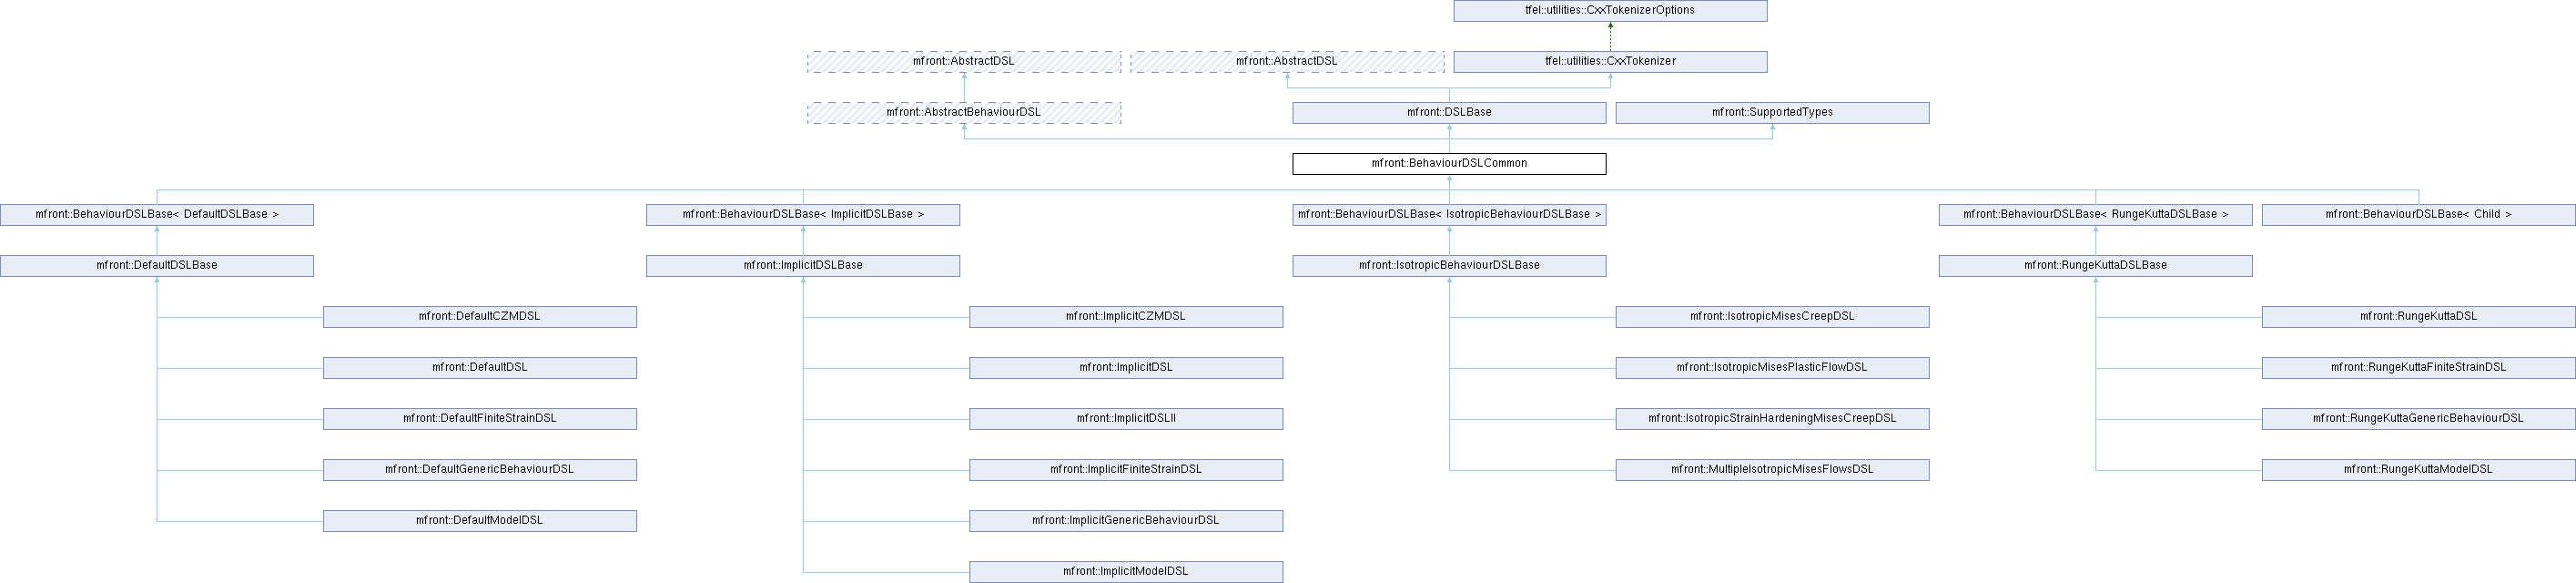 tfel::utilities::CxxTokenizerOptions
mfront::AbstractDSL
mfront::AbstractDSL
tfel::utilities::CxxTokenizer
mfront::AbstractBehaviourDSL
mfront::DSLBase
mfront::SupportedTypes
mfront::BehaviourDSLCommon
mfront::BehaviourDSLBase< DefaultDSLBase >
mfront::BehaviourDSLBase< ImplicitDSLBase >
mfront::BehaviourDSLBase< IsotropicBehaviourDSLBase >
mfront::BehaviourDSLBase< RungeKuttaDSLBase >
mfront::BehaviourDSLBase< Child >
mfront::DefaultDSLBase
mfront::ImplicitDSLBase
mfront::IsotropicBehaviourDSLBase
mfront::RungeKuttaDSLBase
mfront::DefaultCZMDSL
mfront::ImplicitCZMDSL
mfront::IsotropicMisesCreepDSL
mfront::RungeKuttaDSL
mfront::DefaultDSL
mfront::ImplicitDSL
mfront::IsotropicMisesPlasticFlowDSL
mfront::RungeKuttaFiniteStrainDSL
mfront::DefaultFiniteStrainDSL
mfront::ImplicitDSLII
mfront::IsotropicStrainHardeningMisesCreepDSL
mfront::RungeKuttaGenericBehaviourDSL
mfront::DefaultGenericBehaviourDSL
mfront::ImplicitFiniteStrainDSL
mfront::MultipleIsotropicMisesFlowsDSL
mfront::RungeKuttaModelDSL
mfront::DefaultModelDSL
mfront::ImplicitGenericBehaviourDSL
mfront::ImplicitModelDSL